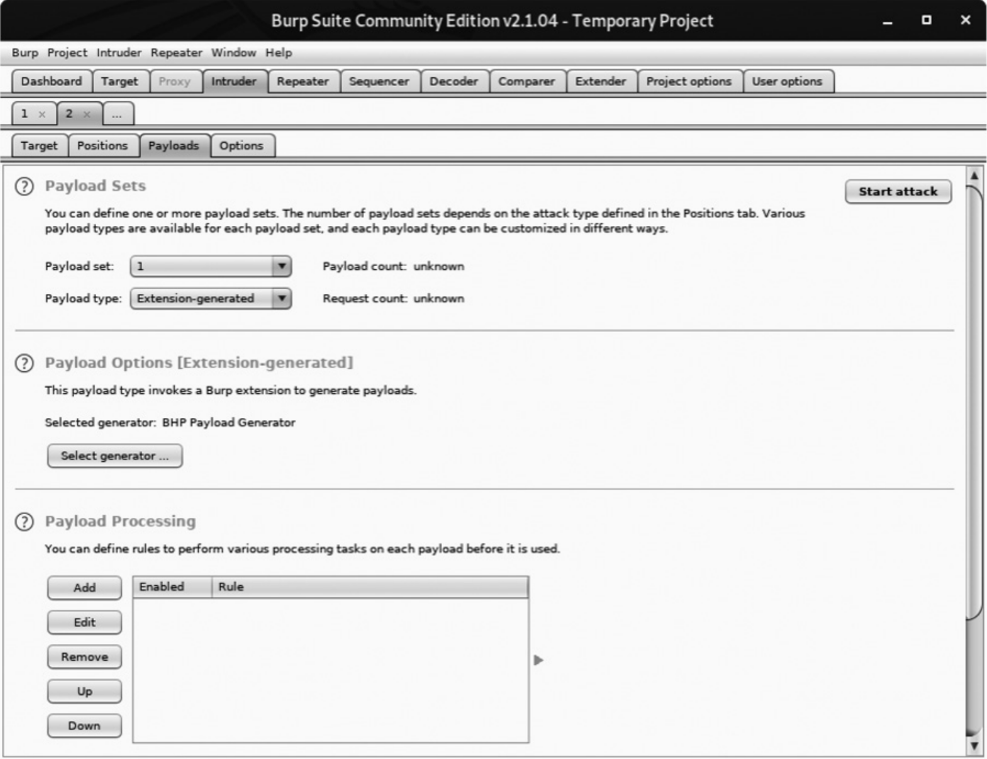 Burp Suite Community Edition v2.1.04 - Temporary Project
Burp Project Intruder Repeater Window Help
Dashboard Target Proxy Intruder Repeater Sequencer Decoder Comparer Extender Project options User options
1 × 2 × ...
Target Positions Payloads Options
? Payload Sets
Start attack
You can define one or more payload sets. The number of payload sets depends on the attack type defined in the Positions tab. Various
payload types are available for each payload set, and each payload type can be customized in different ways.
Payload set: 1 Payload count: unknown
Payload type: Extension-generated Request count: unknown
? Payload Options [Extension-generated]
This payload type invokes a Burp extension to generate payloads.
Selected generator: BHP Payload Generator
Select generator ...
? Payload Processing
You can define rules to perform various processing tasks on each payload before it is used.
Add Enabled Rule
Edit
Remove
Up
Down